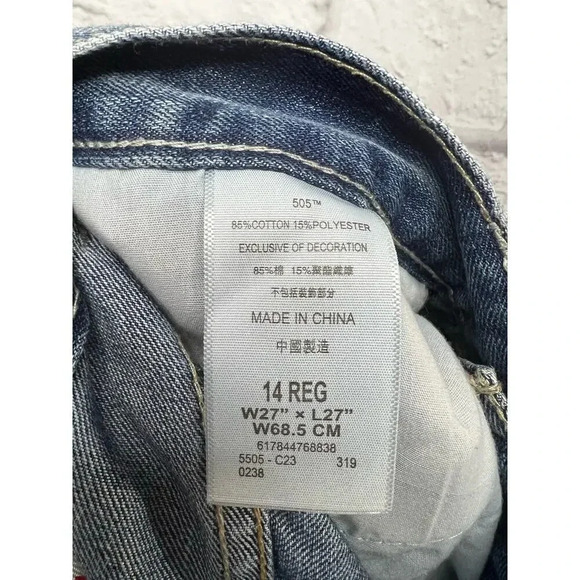 505™
85%COTTON 15%POLYESTER
EXCLUSIVE OF DECORATION
85%棉 15%聚酯纖維
不包括裝飾部分
MADE IN CHINA
中國製造
14 REG
W27" × L27"
W68.5 CM
617844768838
5505 - C23 319
0238